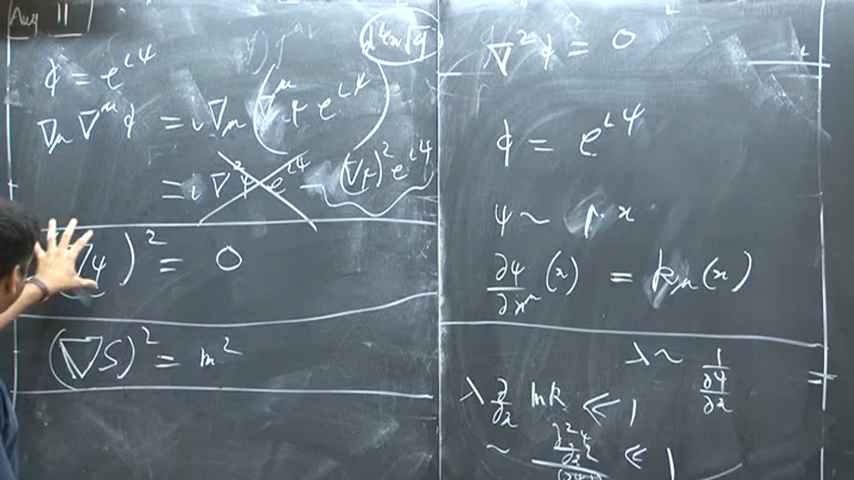 Aug 11
ϕ = e^{iψ}
∇_μ ∇^μ ϕ = i ∇_μ (∇^μ ψ e^{iψ})
= i ∇²ψ e^{iψ} - (∇ψ)² e^{iψ}
(∇ψ)² = 0
(∇S)² = m²
∇²ϕ = 0
ϕ = e^{iψ}
ψ ~ k·x
∂ψ/∂x^μ (x) = k_μ(x)
λ ~ 1/(∂ψ/∂x)
λ ∂/∂x ln k ≪ 1
≪ 1